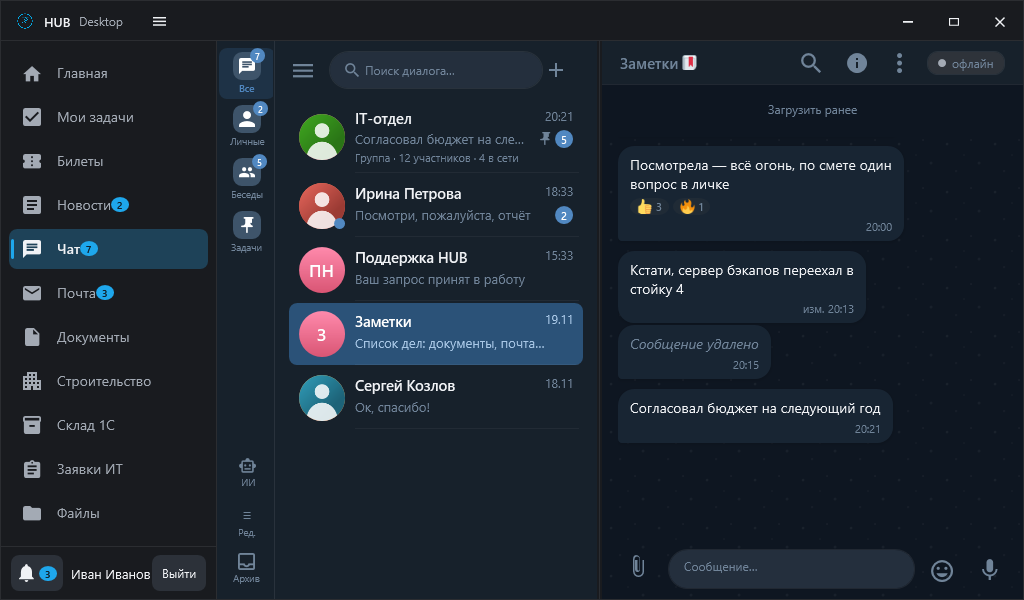 HUB Desktop
Главная
Мои задачи
Билеты
Новости 2
Чат 7
Почта 3
Документы
Строительство
Склад 1С
Заявки ИТ
Файлы
3 Иван Иванов Выйти
7
Все
2
Личные
5
Беседы
Задачи
ИИ
Ред.
Архив
Поиск диалога...
IT-отдел 20:21
Согласовал бюджет на сле... 5
Группа · 12 участников · 4 в сети
Ирина Петрова 18:33
Посмотри, пожалуйста, отчёт 2
ПН Поддержка HUB 15:33
Ваш запрос принят в работу
З Заметки 19.11
Список дел: документы, почта...
Сергей Козлов 18.11
Ок, спасибо!
Заметки офлайн
Загрузить ранее
Посмотрела — всё огонь, по смете один
вопрос в личке
👍 3 🔥 1
20:00
Кстати, сервер бэкапов переехал в
стойку 4
изм. 20:13
Сообщение удалено
20:15
Согласовал бюджет на следующий год
20:21
Сообщение...